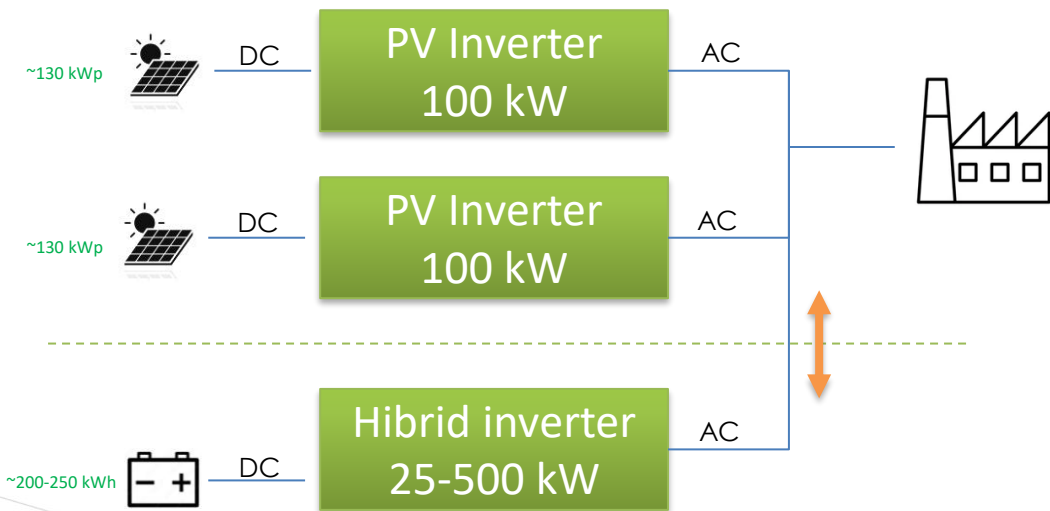 ~130 kWp
DC
PV Inverter
100 kW
AC
~130 kWp
DC
PV Inverter
100 kW
AC
~200-250 kWh
- +
DC
Hibrid inverter
25-500 kW
AC